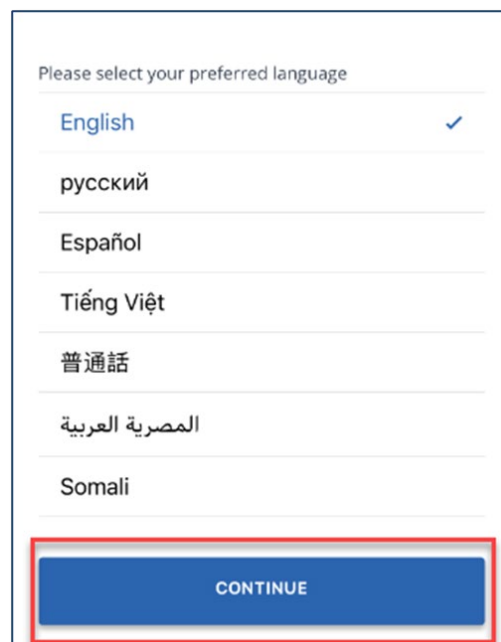 Please select your preferred language
English
русский
Español
Tiếng Việt
普通話
المصرية العربية
Somali
CONTINUE